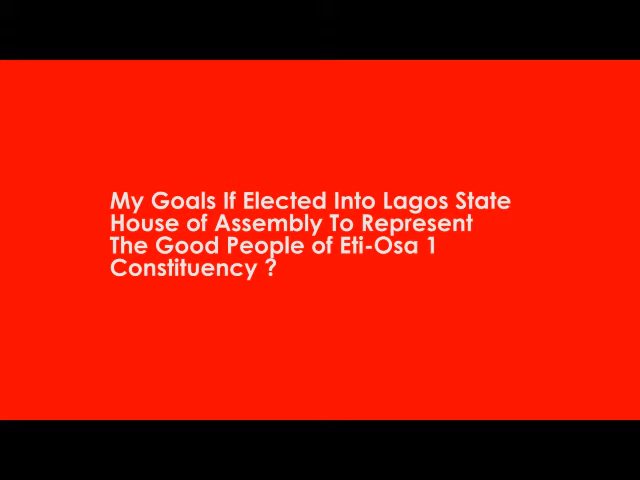 My Goals If Elected Into Lagos State
House of Assembly To Represent
The Good People of Eti-Osa 1
Constituency ?